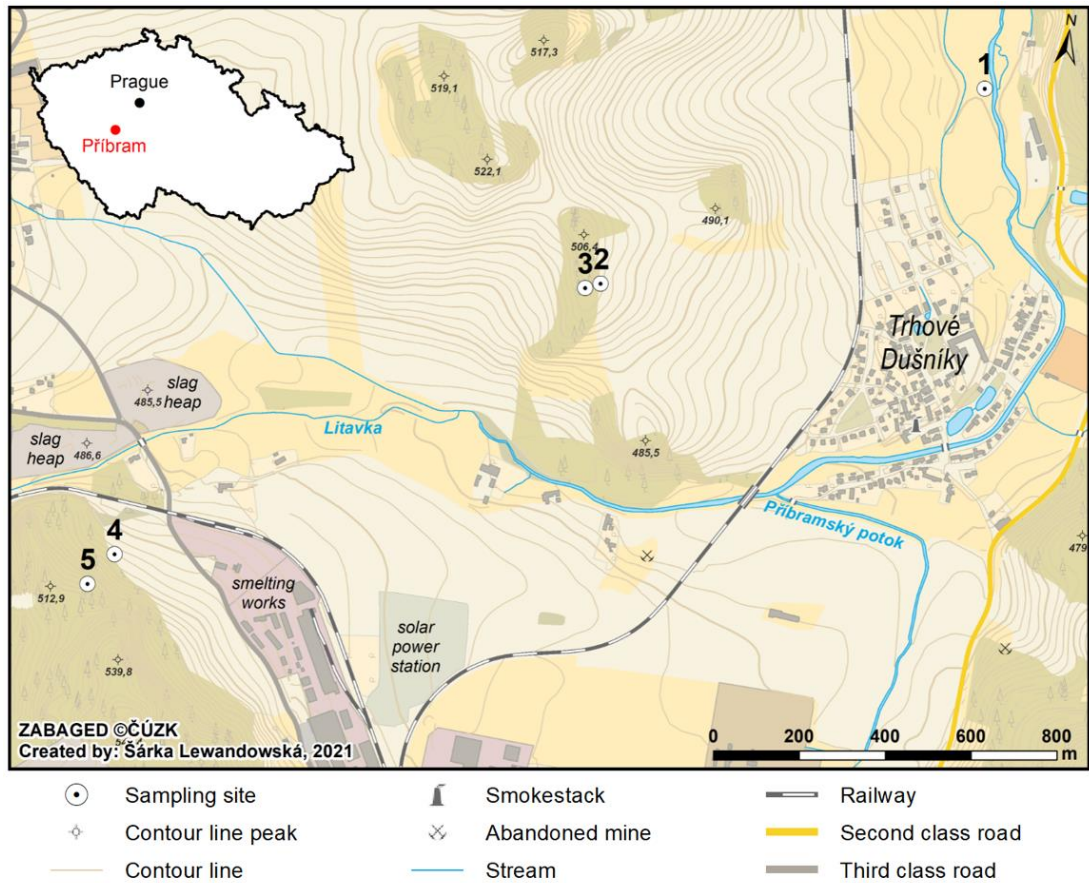 Prague
Příbram
517,3
519,1
522,1
490,1
506,4
1
N
3
2
Trhové
Dušníky
slag
heap
485,5
slag
heap
486,6
Litavka
485,5
Příbramský potok
4
5
512,9
539,8
smelting
works
solar
power
station
479
ZABAGED ©ČÚZK
Created by: Šárka Lewandowská, 2021
0 200 400 600 800
m
Sampling site
Smokestack
Railway
Contour line peak
Abandoned mine
Second class road
Contour line
Stream
Third class road